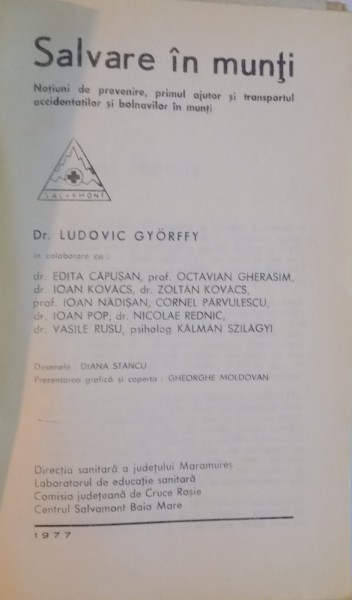 Salvare în munţi
Noţiuni de prevenire, primul ajutor şi transportul
accidentaţilor şi bolnavilor în munţi
SALVAMONT
Dr. LUDOVIC GYÖRFFY
în colaborare cu :
dr. EDITA CAPUŞAN, prof. OCTAVIAN GHERASIM,
dr. IOAN KOVACS, dr. ZOLTAN KOVACS,
prof. IOAN NĂDIŞAN, CORNEL PÂRVULESCU,
dr. IOAN POP, dr. NICOLAE REDNIC,
dr. VASILE RUSU, psiholog KALMAN SZILAGYI
Desenele : DIANA STANCU
Prezentarea grafică şi coperta : GHEORGHE MOLDOVAN
Direcţia sanitară a judeţului Maramureş
Laboratorul de educaţie sanitară
Comisia judeţeană de Cruce Roşie
Centrul Salvamont Baia Mare
1977